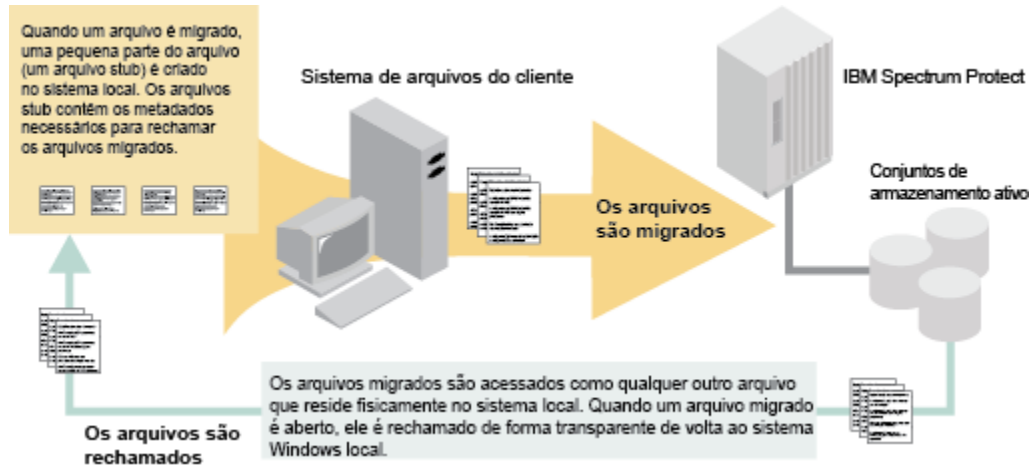 Quando um arquivo é migrado,
uma pequena parte do arquivo
(um arquivo stub) é criado
no sistema local. Os arquivos
stub contêm os metadados
necessários para rechamar
os arquivos migrados.
Sistema de arquivos do cliente
IBM Spectrum Protect
Os arquivos
são migrados
Conjuntos de
armazenamento ativo
Os arquivos migrados são acessados como qualquer outro arquivo
que reside fisicamente no sistema local. Quando um arquivo migrado
é aberto, ele é rechamado de forma transparente de volta ao sistema
Windows local.
Os arquivos são
rechamados